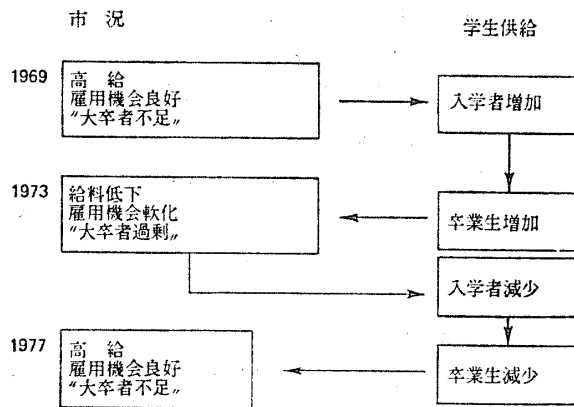 市況
学生供給
1969
高給
雇用機会良好
“大卒者不足„
入学者増加
1973
給料低下
雇用機会軟化
“大卒者過剰„
卒業生増加
入学者減少
1977
高給
雇用機会良好
“大卒者不足„
卒業生減少